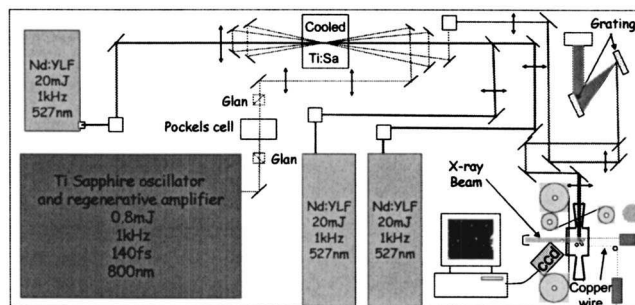 Nd:YLF
20mJ
1kHz
527nm
Cooled
Ti:Sa
Grating
Glan
Pockels cell
Glan
Ti Sapphire oscillator
and regenerative amplifier
0.8mJ
1kHz
140fs
800nm
Nd:YLF
20mJ
1kHz
527nm
Nd:YLF
20mJ
1kHz
527nm
X-ray
Beam
CCD
Copper
wire